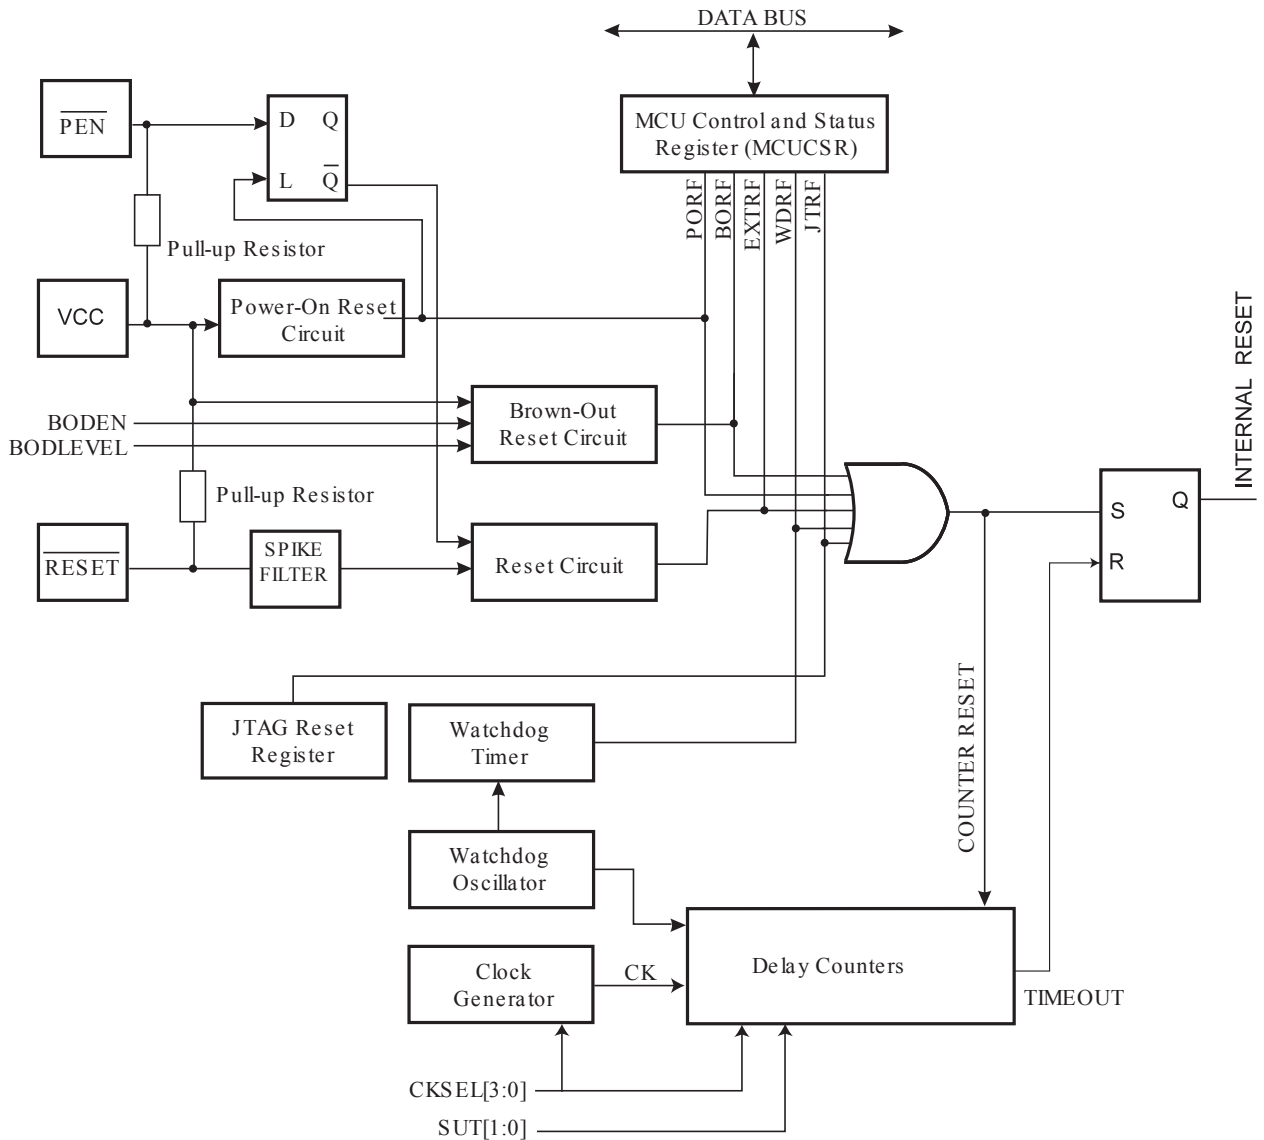 DATA BUS
PEN
D Q
L Q
MCU Control and Status
Register (MCUCSR)
PORF
BORF
EXTRF
WDRF
JTRF
Pull-up Resistor
VCC
Power-On Reset
Circuit
INTERNAL RESET
BODEN
BODLEVEL
Brown-Out
Reset Circuit
Pull-up Resistor
S
Q
R
RESET
SPIKE
FILTER
Reset Circuit
COUNTER RESET
JTAG Reset
Register
Watchdog
Timer
Watchdog
Oscillator
Clock
Generator
CK
Delay Counters
TIMEOUT
CKSEL[3:0]
SUT[1:0]